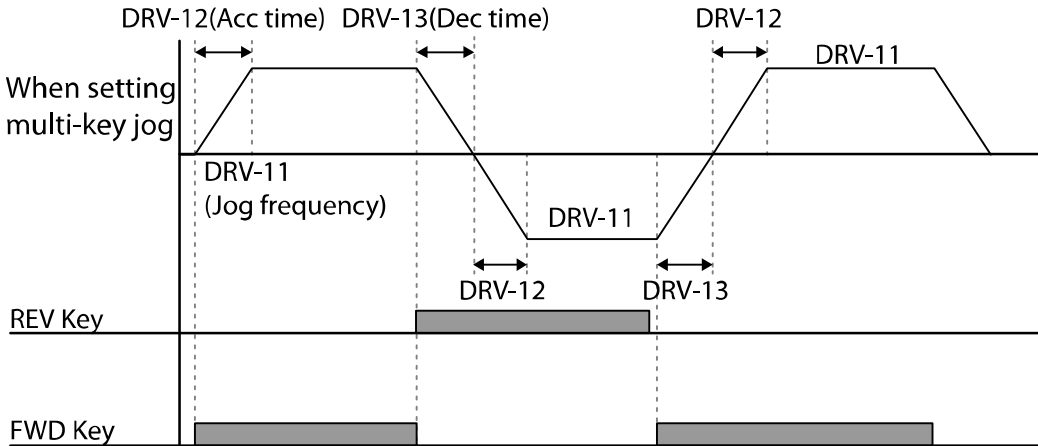 DRV-12(Acc time)
DRV-13(Dec time)
DRV-12
DRV-11
When setting
multi-key jog
DRV-11
(Jog frequency)
DRV-11
DRV-12
DRV-13
REV Key
FWD Key